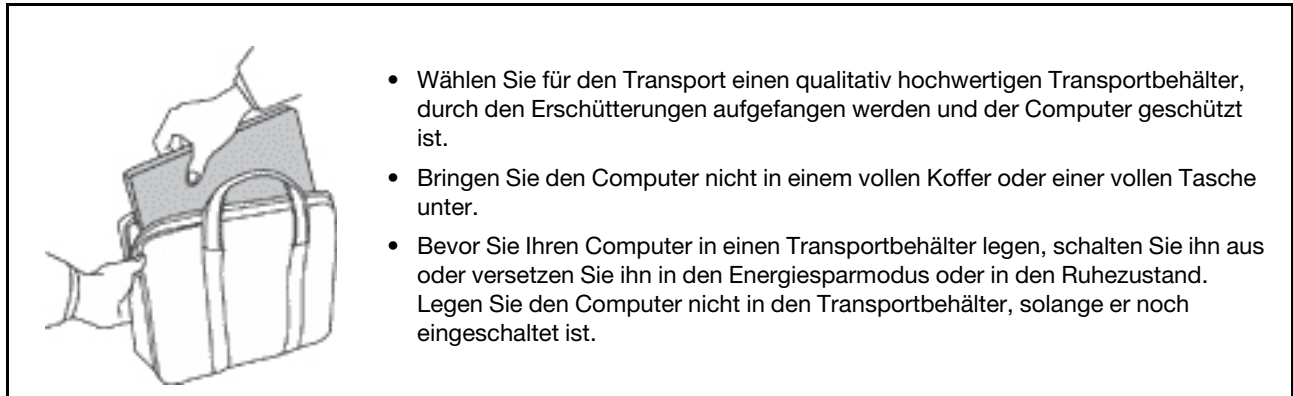 • Wählen Sie für den Transport einen qualitativ hochwertigen Transportbehälter,
durch den Erschütterungen aufgefangen werden und der Computer geschützt
ist.
• Bringen Sie den Computer nicht in einem vollen Koffer oder einer vollen Tasche
unter.
• Bevor Sie Ihren Computer in einen Transportbehälter legen, schalten Sie ihn aus
oder versetzen Sie ihn in den Energiesparmodus oder in den Ruhezustand.
Legen Sie den Computer nicht in den Transportbehälter, solange er noch
eingeschaltet ist.